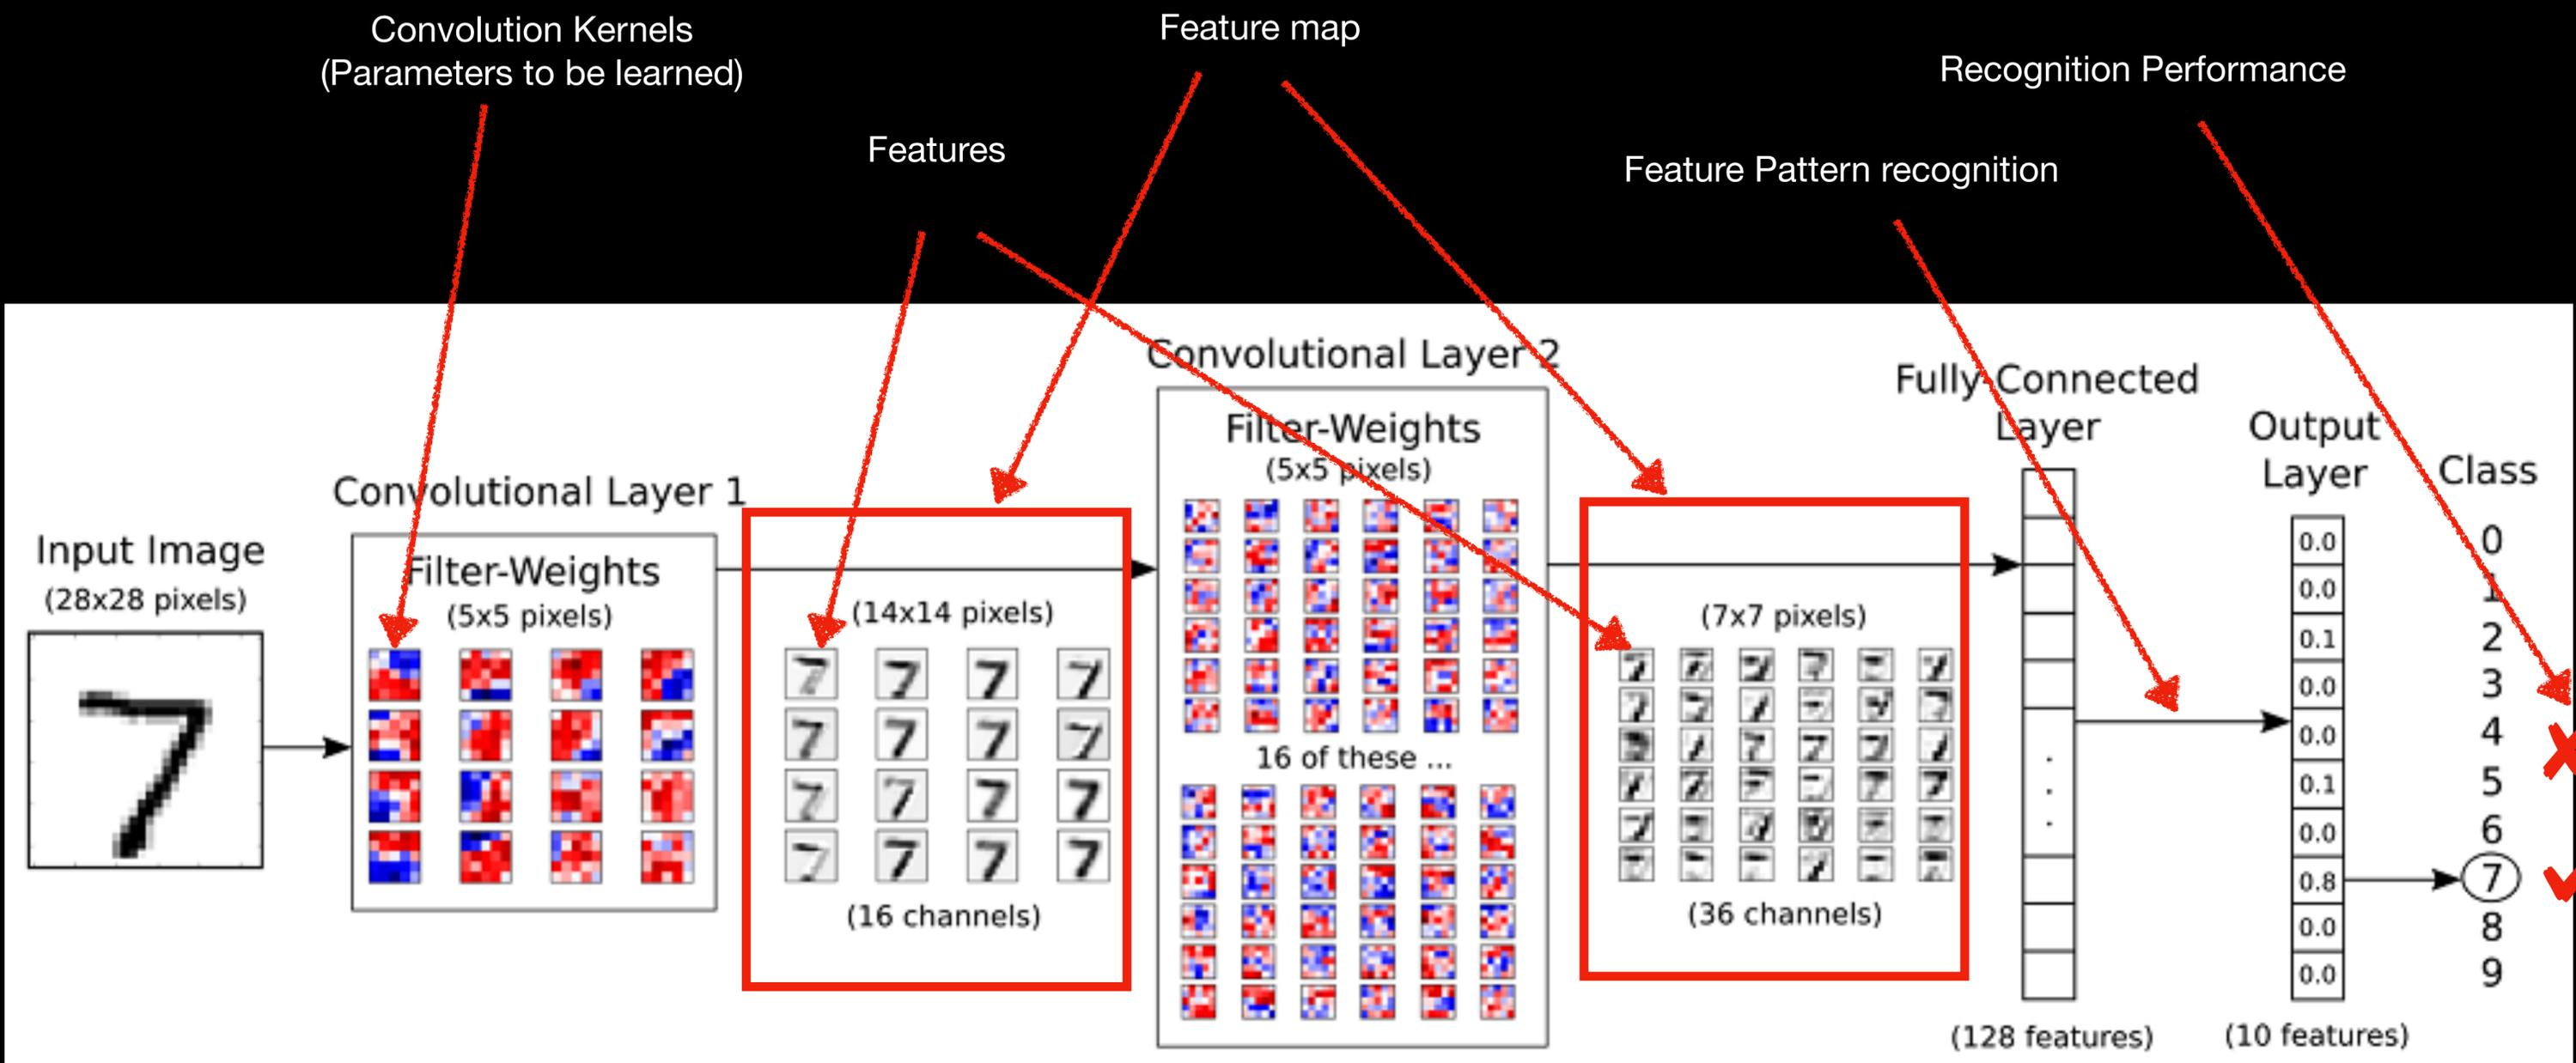 Convolution Kernels
(Parameters to be learned)
Feature map
Recognition Performance
Features
Feature Pattern recognition
Input Image
(28x28 pixels)
Convolutional Layer 1
Filter-Weights
(5x5 pixels)
(14x14 pixels)
(16 channels)
Convolutional Layer 2
Filter-Weights
(5x5 pixels)
16 of these ...
(7x7 pixels)
(36 channels)
Fully-Connected
Layer
(128 features)
Output
Layer
0.0
0.0
0.1
0.0
0.0
0.1
0.0
0.8
0.0
0.0
(10 features)
Class
0
1
2
3
4
5
6
7
8
9